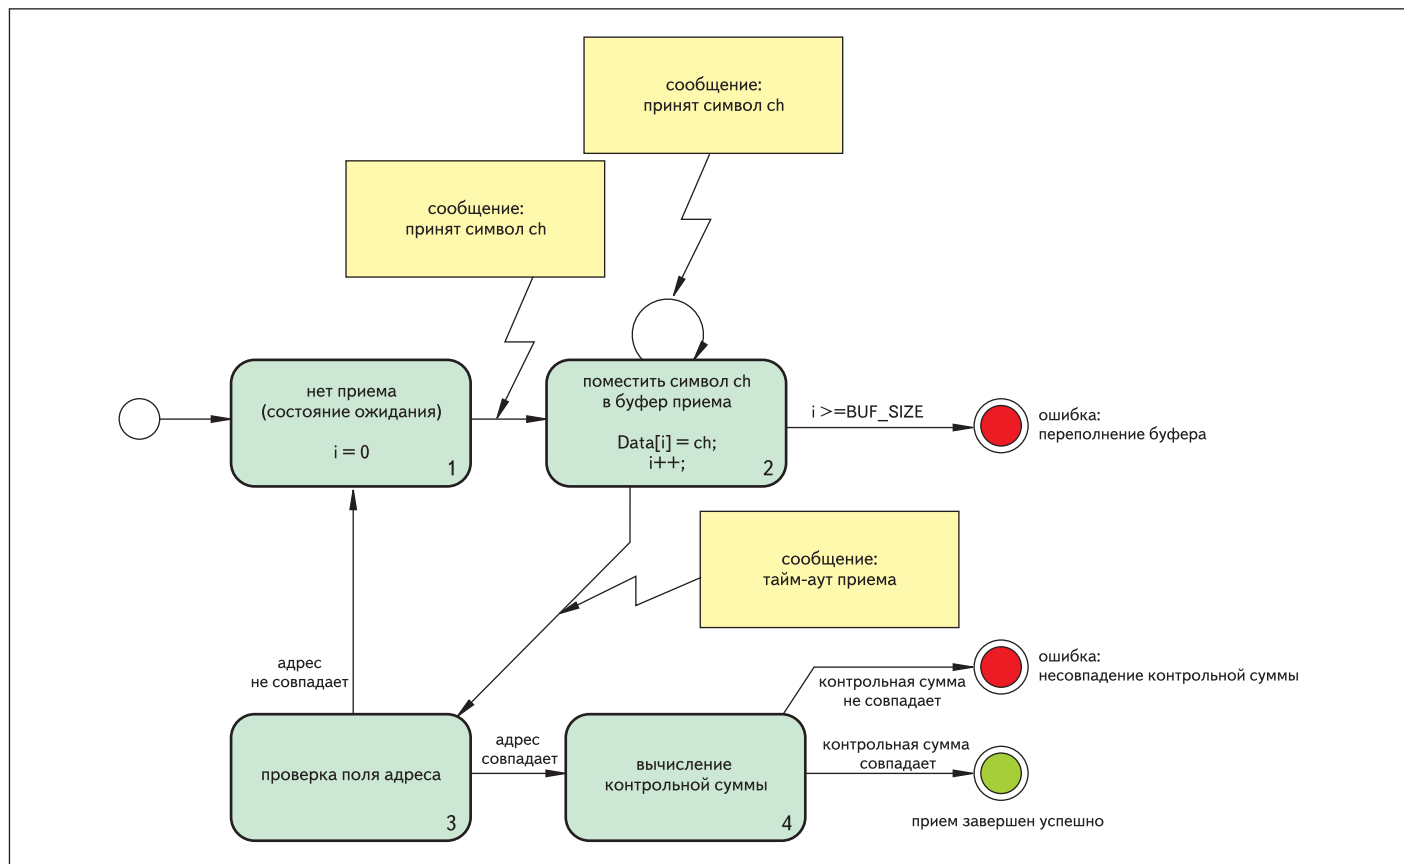 сообщение:
принят символ ch
сообщение:
принят символ ch
нет приема
(состояние ожидания)
i = 0
1
поместить символ ch
в буфер приема
Data[i] = ch;
i++;
2
i >=BUF_SIZE
ошибка:
переполнение буфера
сообщение:
тайм-аут приема
адрес
не совпадает
проверка поля адреса
3
адрес
совпадает
вычисление
контрольной суммы
4
контрольная сумма
не совпадает
ошибка:
несовпадение контрольной суммы
контрольная сумма
совпадает
прием завершен успешно